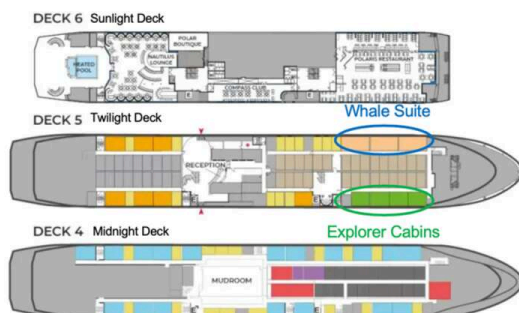 DECK 6 Sunlight Deck
POLAR
BOUTIQUE
NAUTILUS
LOUNGE
HEATED
POOL
POLARIS RESTAURANT
COMPASS CLUB
E
E
Whale Suite
DECK 5 Twilight Deck
RECEPTION
E
E
Explorer Cabins
DECK 4 Midnight Deck
MUDROOM
E
E